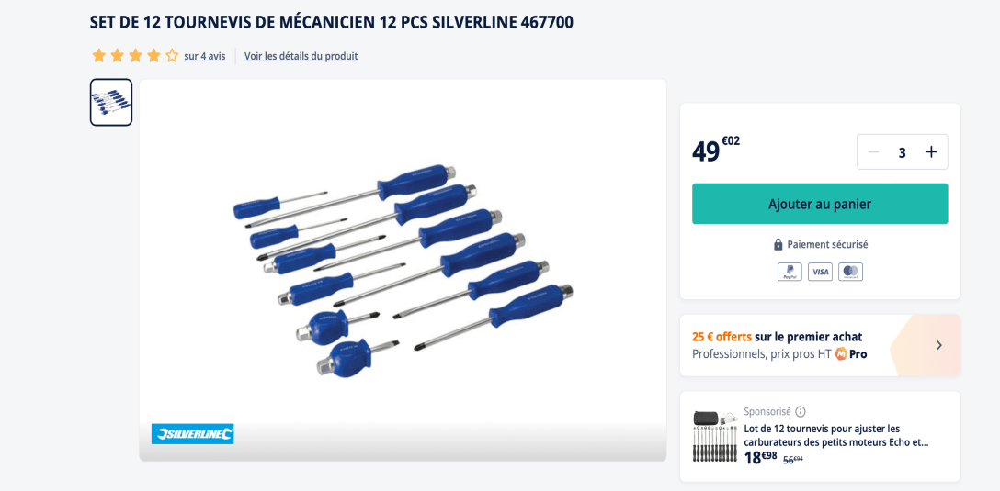 SET DE 12 TOURNEVIS DE MÉCANICIEN 12 PCS SILVERLINE 467700
sur 4 avis
Voir les détails du produit
49 €02
3
Ajouter au panier
Paiement sécurisé
PayPal
VISA
25 € offerts sur le premier achat
Professionnels, prix pros HT Pro
Sponsorisé
Lot de 12 tournevis pour ajuster les
carburateurs des petits moteurs Echo et...
18€98 56€94
SILVERLINE